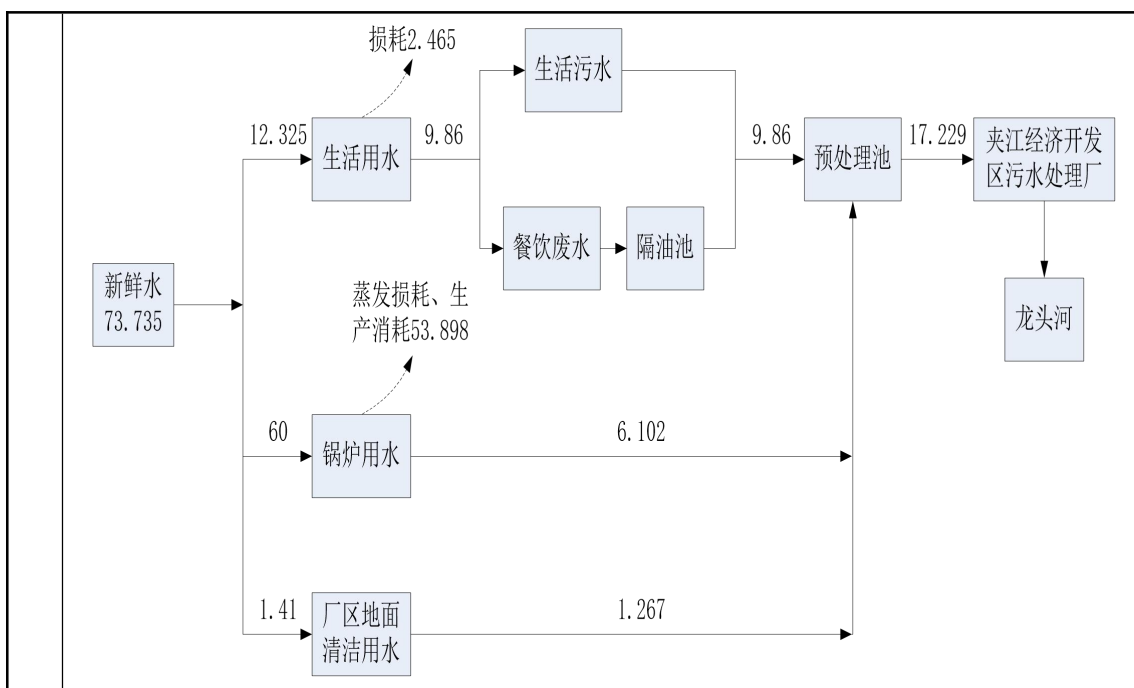 损耗2.465
生活污水
12.325
生活用水
9.86
9.86
预处理池
17.229
夹江经济开发
区污水处理厂
餐饮废水
隔油池
新鲜水
73.735
蒸发损耗、生
产消耗53.898
龙头河
60
锅炉用水
6.102
1.41
厂区地面
清洁用水
1.267